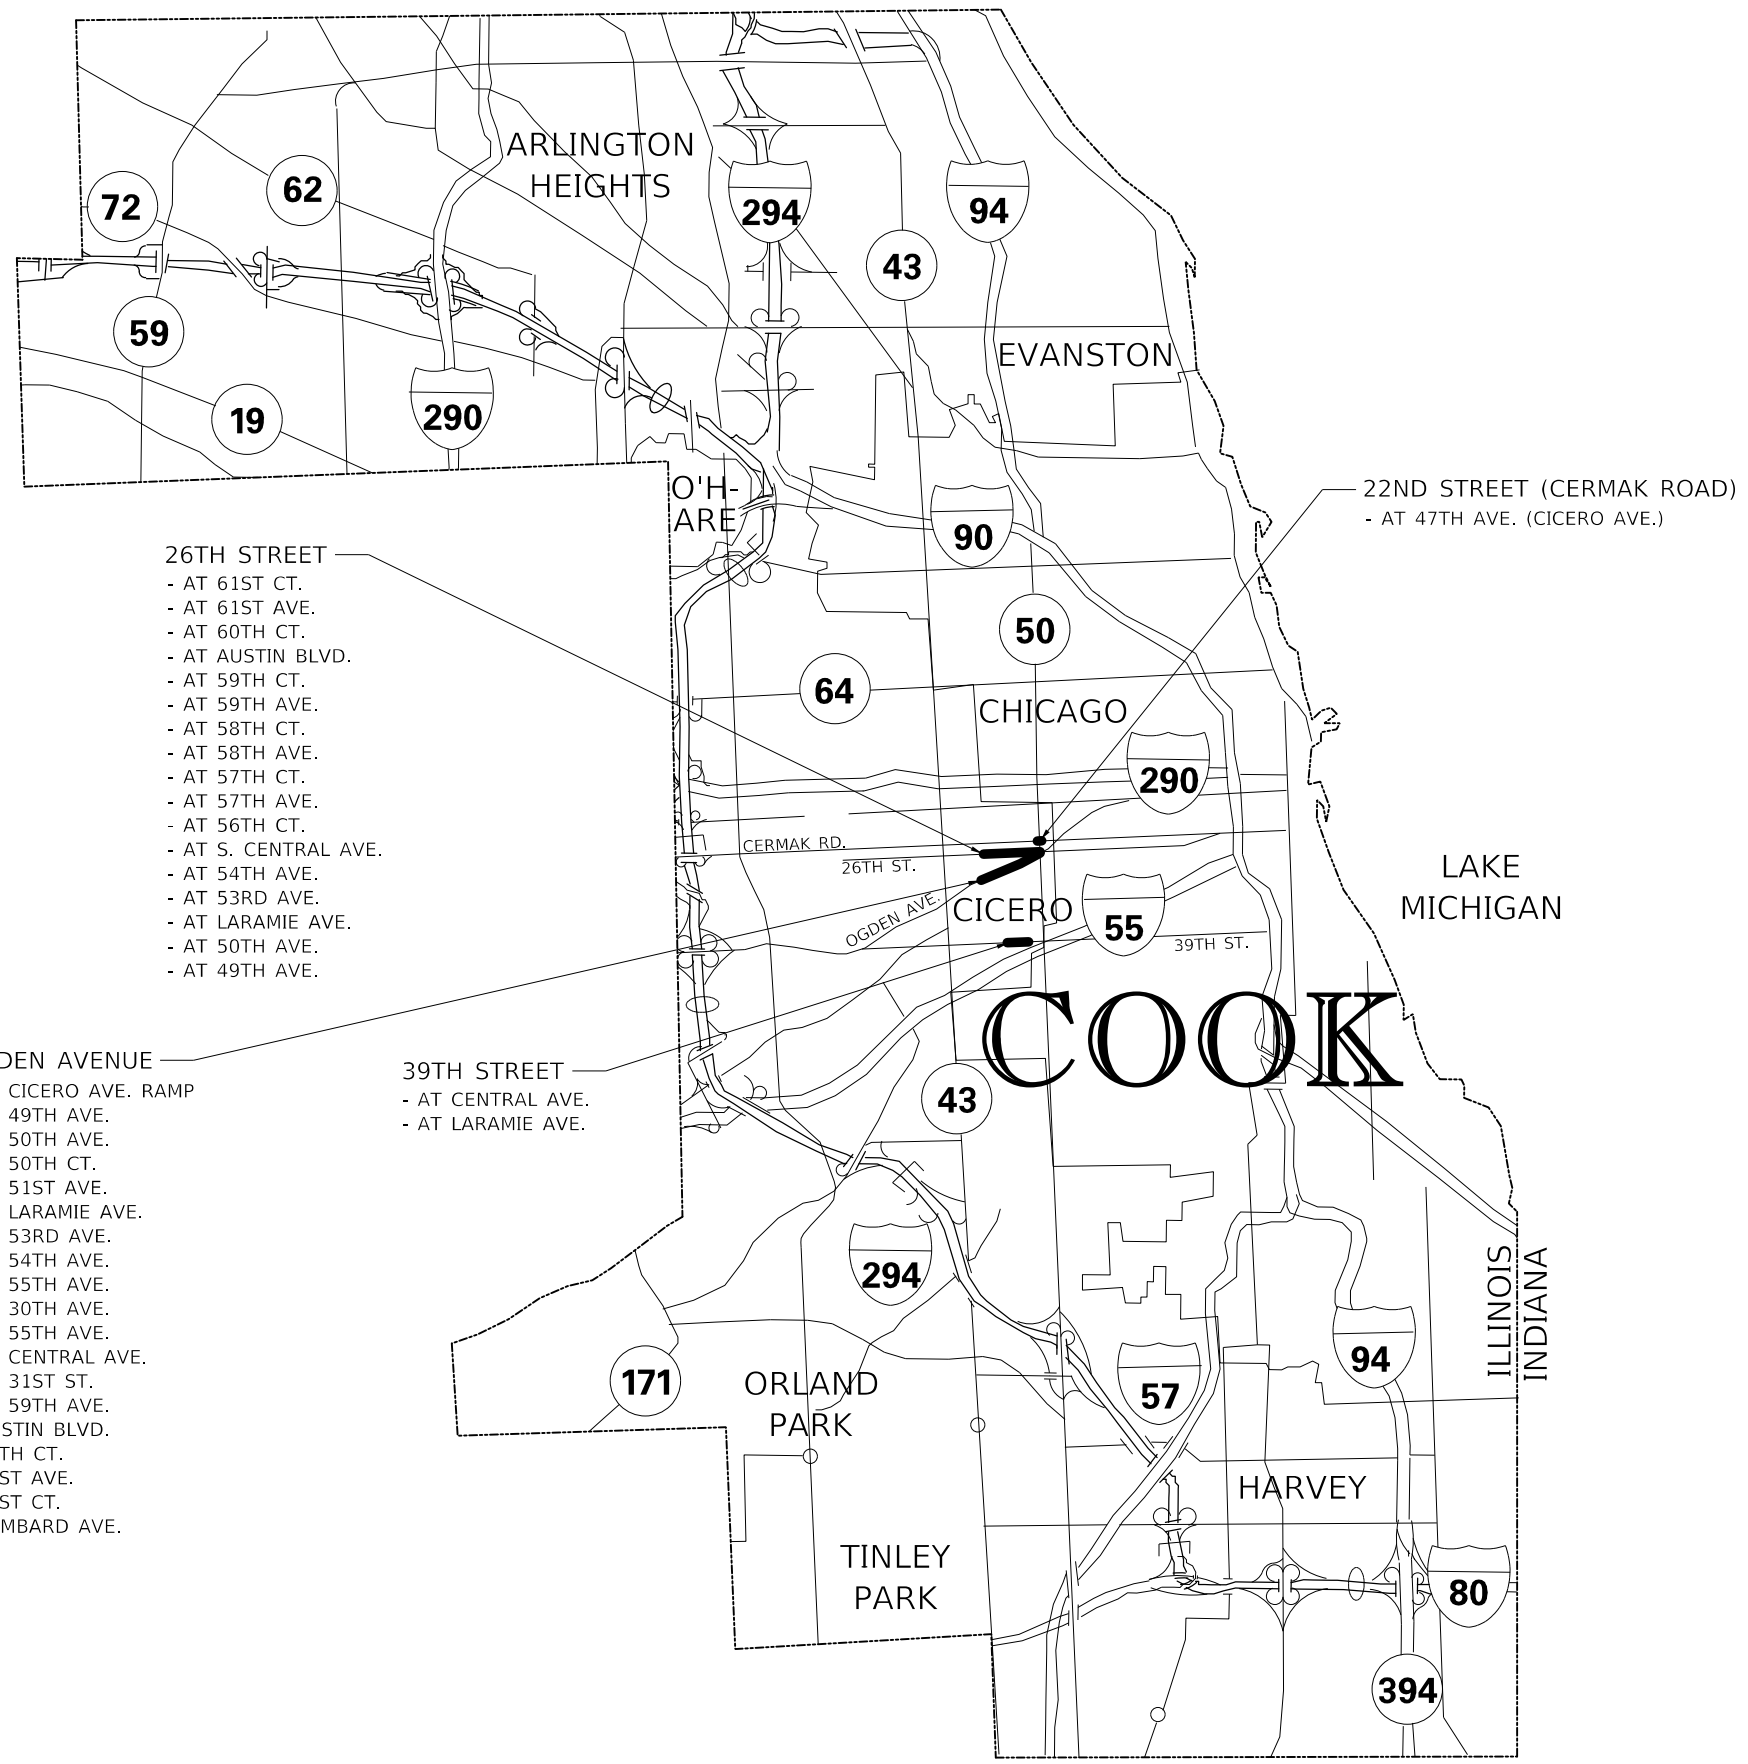 ARLINGTON
HEIGHTS
72
62
294
94
43
59
19
290
EVANSTON
O'H-
ARE
90
22ND STREET (CERMAK ROAD)
- AT 47TH AVE. (CICERO AVE.)
26TH STREET
- AT 61ST CT.
- AT 61ST AVE.
- AT 60TH CT.
- AT AUSTIN BLVD.
- AT 59TH CT.
- AT 59TH AVE.
- AT 58TH CT.
- AT 58TH AVE.
- AT 57TH CT.
- AT 57TH AVE.
- AT 56TH CT.
- AT S. CENTRAL AVE.
- AT 54TH AVE.
- AT 53RD AVE.
- AT LARAMIE AVE.
- AT 50TH AVE.
- AT 49TH AVE.
50
64
CHICAGO
290
CERMAK RD.
26TH ST.
OGDEN AVE.
CICERO
55
39TH ST.
LAKE
MICHIGAN
COOK
DEN AVENUE
CICERO AVE. RAMP
49TH AVE.
50TH AVE.
50TH CT.
51ST AVE.
LARAMIE AVE.
53RD AVE.
54TH AVE.
55TH AVE.
30TH AVE.
55TH AVE.
CENTRAL AVE.
31ST ST.
59TH AVE.
STIN BLVD.
TH CT.
ST AVE.
ST CT.
MBARD AVE.
39TH STREET
- AT CENTRAL AVE.
- AT LARAMIE AVE.
43
294
171
ORLAND
PARK
57
94
ILLINOIS
INDIANA
HARVEY
TINLEY
PARK
80
394